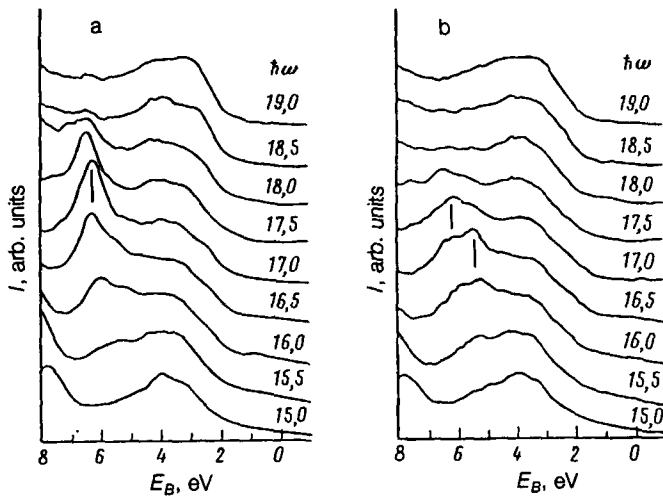 a
ħω
19,0
18,5
18,0
17,5
17,0
16,5
16,0
15,5
15,0
I, arb. units
8 6 4 2 0
E_B, eV
b
ħω
19,0
18,5
18,0
17,5
17,0
16,5
16,0
15,5
15,0
I, arb. units
8 6 4 2 0
E_B, eV